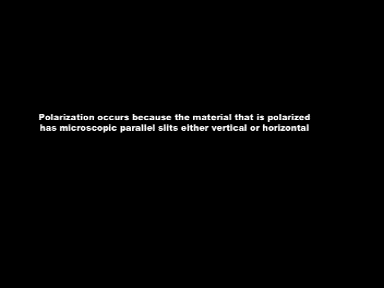 Polarization occurs because the material that is polarized
has microscopic parallel slits either vertical or horizontal